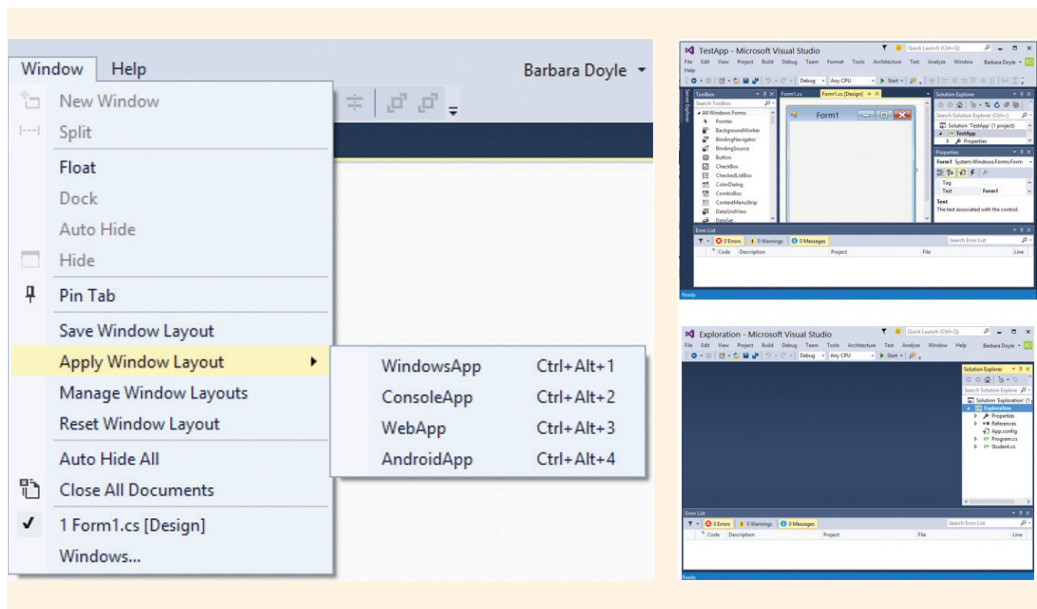 Window Help Barbara Doyle
New Window
Split
Float
Dock
Auto Hide
Hide
Pin Tab
Save Window Layout
Apply Window Layout
Manage Window Layouts
Reset Window Layout
Auto Hide All
Close All Documents
1 Form1.cs [Design]
Windows...
WindowsApp Ctrl+Alt+1
ConsoleApp Ctrl+Alt+2
WebApp Ctrl+Alt+3
AndroidApp Ctrl+Alt+4
TestApp - Microsoft Visual Studio Quick Launch (Ctrl+Q)
File Edit View Project Build Debug Team Format Tools Architecture Test Analyze Window Barbara Doyle
Help
Debug Any CPU Start
Server Explorer
Toolbox
Search Toolbox
All Windows Forms
Pointer
BackgroundWorker
BindingNavigator
BindingSource
Button
CheckBox
CheckedListBox
ColorDialog
ComboBox
ContextMenuStrip
DataGridView
DataSet
Form1.cs Form1.cs [Design]
Form1
Solution Explorer
Search Solution Explorer (Ctrl+;)
Solution 'TestApp' (1 project)
TestApp
Properties
Properties
Form1 System.Windows.Forms.Form
Tag
Text Form1
Text
The text associated with the control.
Error List
0 Errors 0 Warnings 0 Messages Search Error List
Code Description Project File Line
Ready
Exploration - Microsoft Visual Studio Quick Launch (Ctrl+Q)
File Edit View Project Build Debug Team Tools Architecture Test Analyze Window Help Barbara Doyle
Debug Any CPU Start
Solution Explorer
Search Solution Explorer
Solution 'Exploration' (1
Exploration
Properties
References
App.config
Program.cs
Student.cs
Error List
0 Errors 0 Warnings 0 Messages Search Error List
Code Description Project File Line
Ready